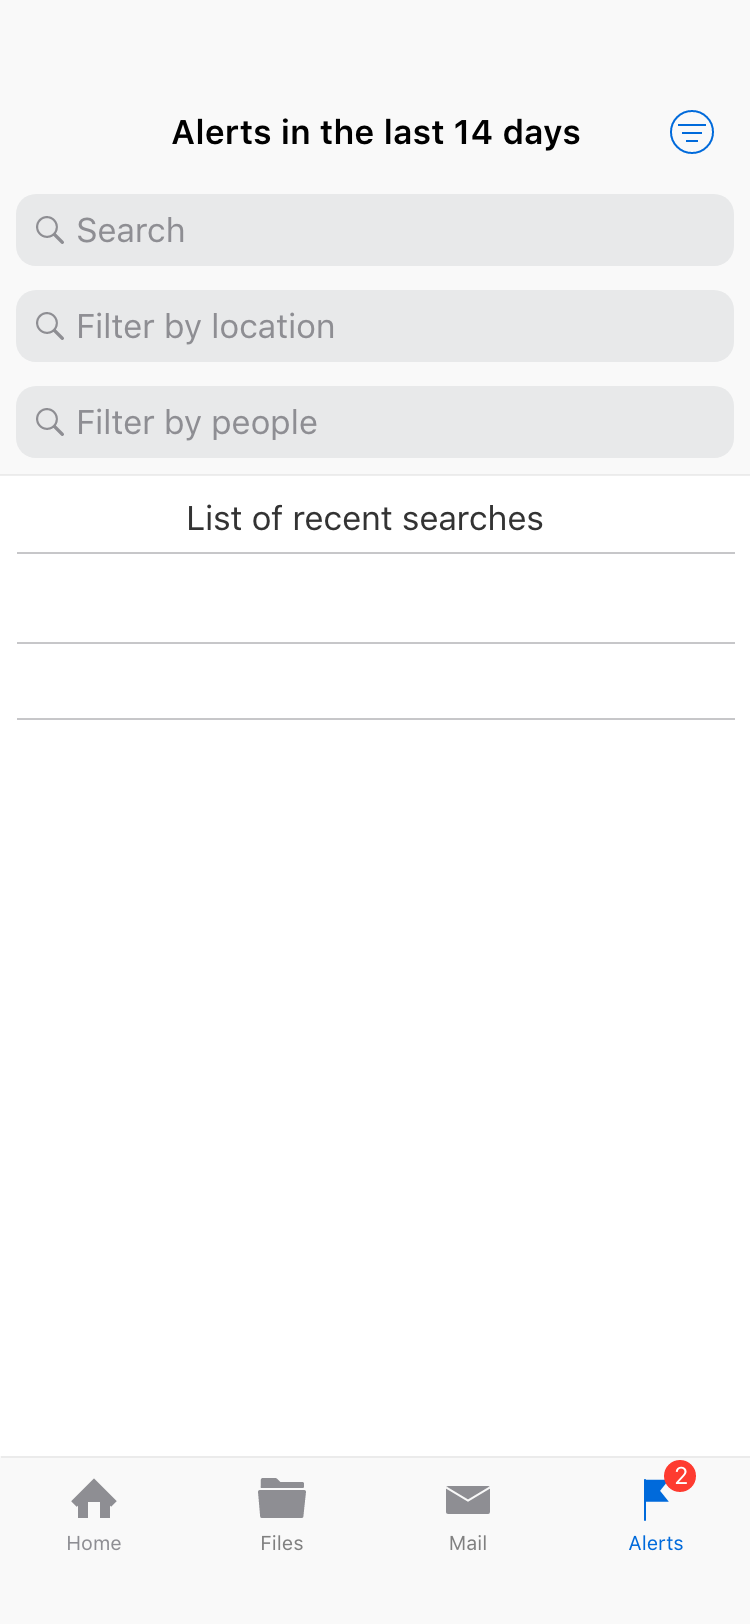 Alerts in the last 14 days
Search
Filter by location
Filter by people
List of recent searches
2
Home
Files
Mail
Alerts